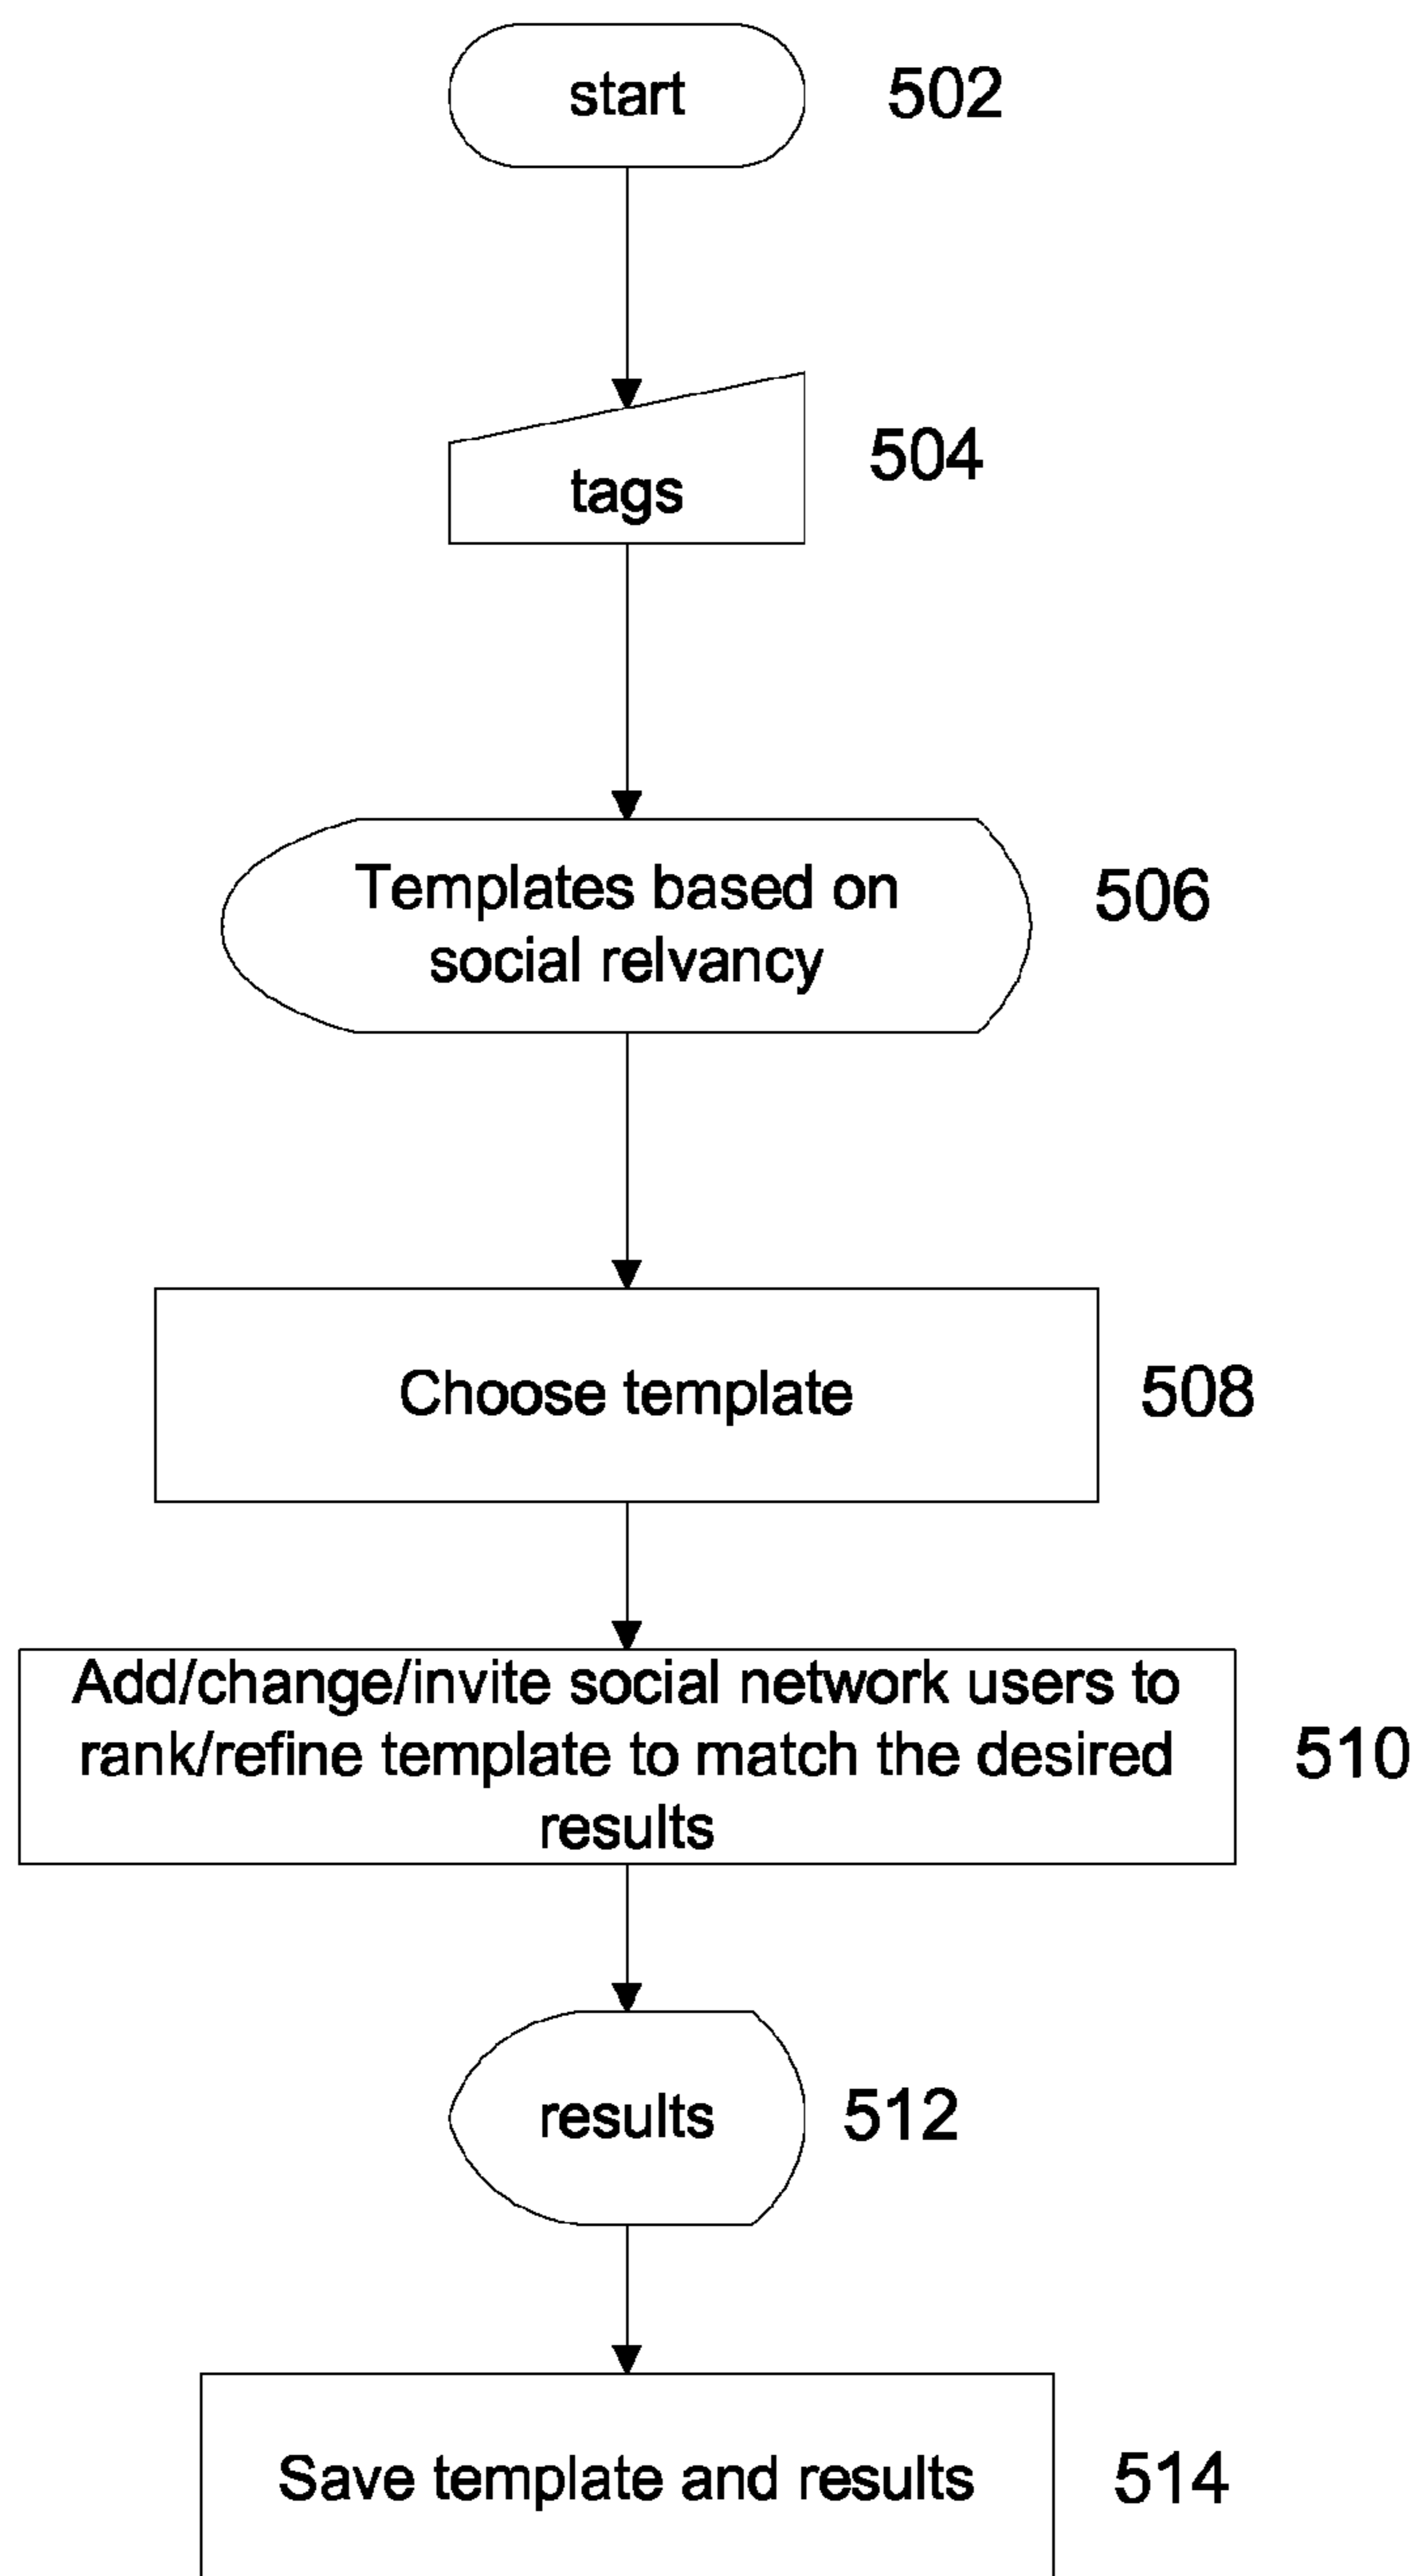 start
502
tags
504
Templates based on
social relvancy
506
Choose template
508
Add/change/invite social network users to
rank/refine template to match the desired
results
510
results
512
Save template and results
514